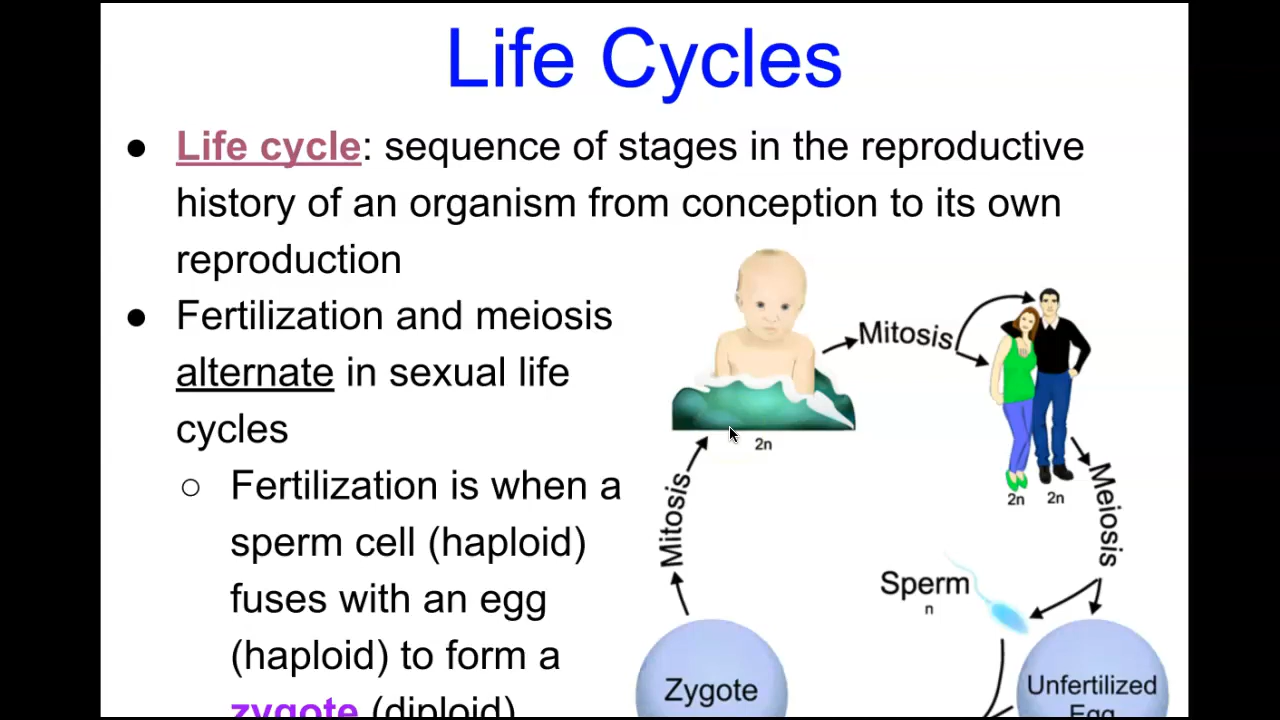 Life Cycles
● Life cycle: sequence of stages in the reproductive
history of an organism from conception to its own
reproduction
● Fertilization and meiosis
alternate in sexual life
cycles
○ Fertilization is when a
sperm cell (haploid)
fuses with an egg
(haploid) to form a
zygote (diploid)
Mitosis
2n
2n 2n
Mitosis
Meiosis
Sperm
n
Zygote
Unfertilized
Egg